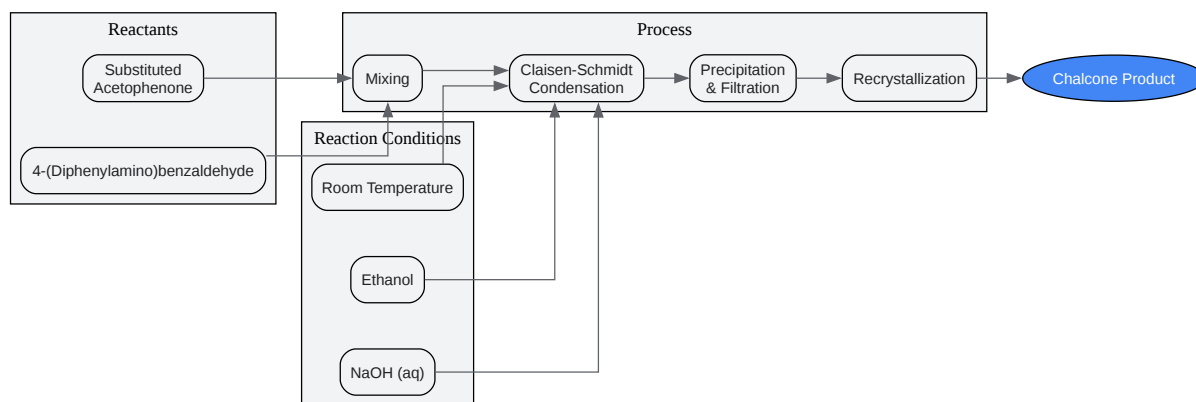 Reactants
Substituted
Acetophenone
4-(Diphenylamino)benzaldehyde
Process
Mixing
Claisen-Schmidt
Condensation
Precipitation
& Filtration
Recrystallization
Chalcone Product
Reaction Conditions
Room Temperature
Ethanol
NaOH (aq)